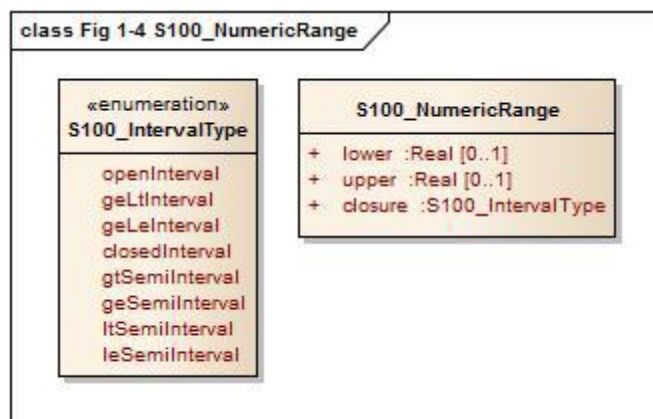 class Fig 1-4 S100_NumericRange
«enumeration»
S100_IntervalType
openInterval
geLtInterval
geLeInterval
closedInterval
gtSemiInterval
geSemiInterval
ltSemiInterval
leSemiInterval
S100_NumericRange
+ lower :Real [0..1]
+ upper :Real [0..1]
+ closure :S100_IntervalType